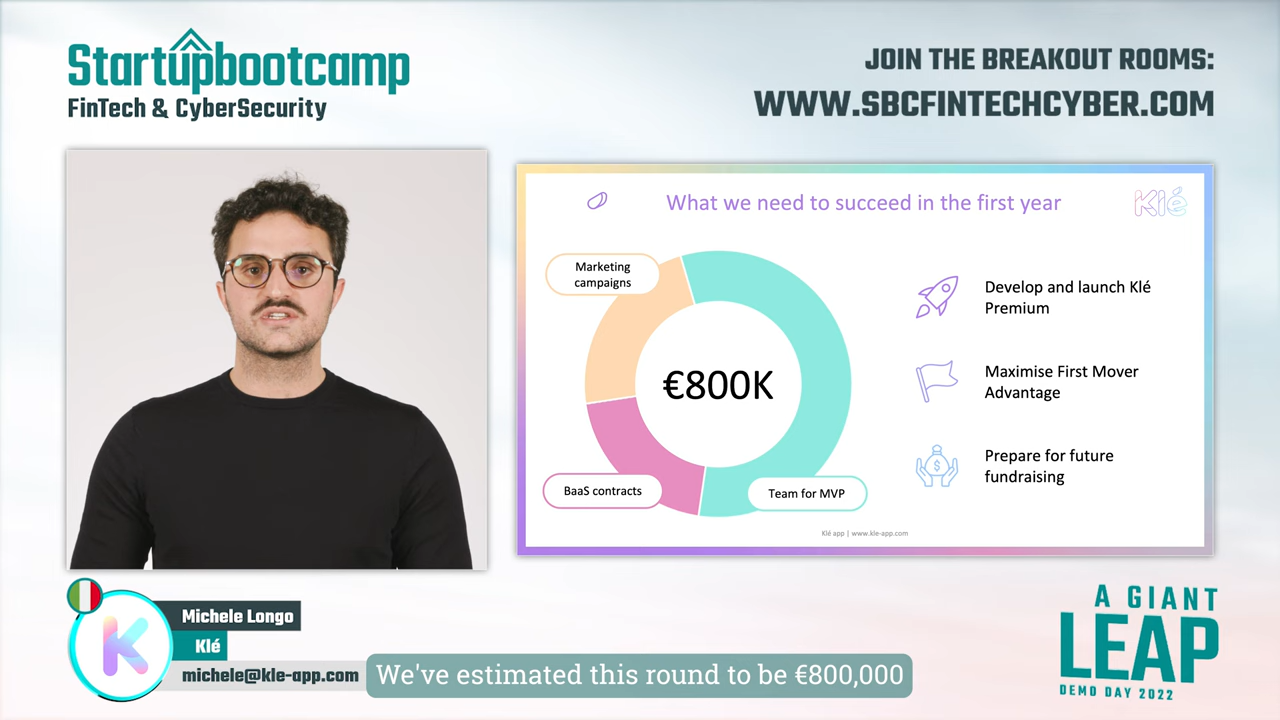 Startupbootcamp
FinTech & CyberSecurity
JOIN THE BREAKOUT ROOMS:
WWW.SBCFINTECHCYBER.COM
What we need to succeed in the first year
Klé
Marketing
campaigns
€800K
BaaS contracts
Team for MVP
Develop and launch Klé
Premium
Maximise First Mover
Advantage
$
Prepare for future
fundraising
Klé app | www.kle-app.com
K
Michele Longo
Klé
michele@kle-app.com
We've estimated this round to be €800,000
A GIANT
LEAP
DEMO DAY 2022